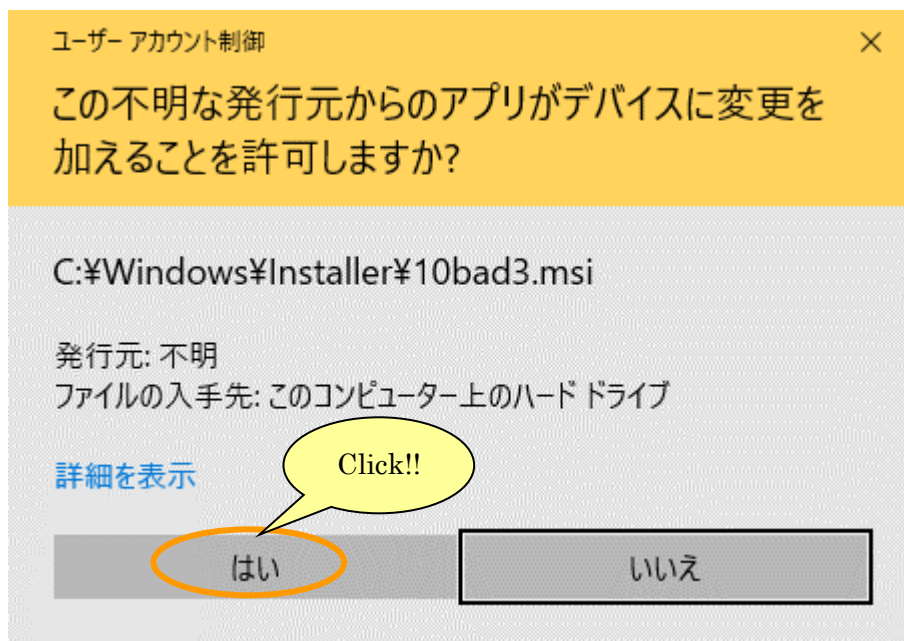 ユーザー アカウント制御
この不明な発行元からのアプリがデバイスに変更を
加えることを許可しますか?
C:¥Windows¥Installer¥10bad3.msi
発行元: 不明
ファイルの入手先: このコンピューター上のハード ドライブ
Click!!
詳細を表示
はい
いいえ